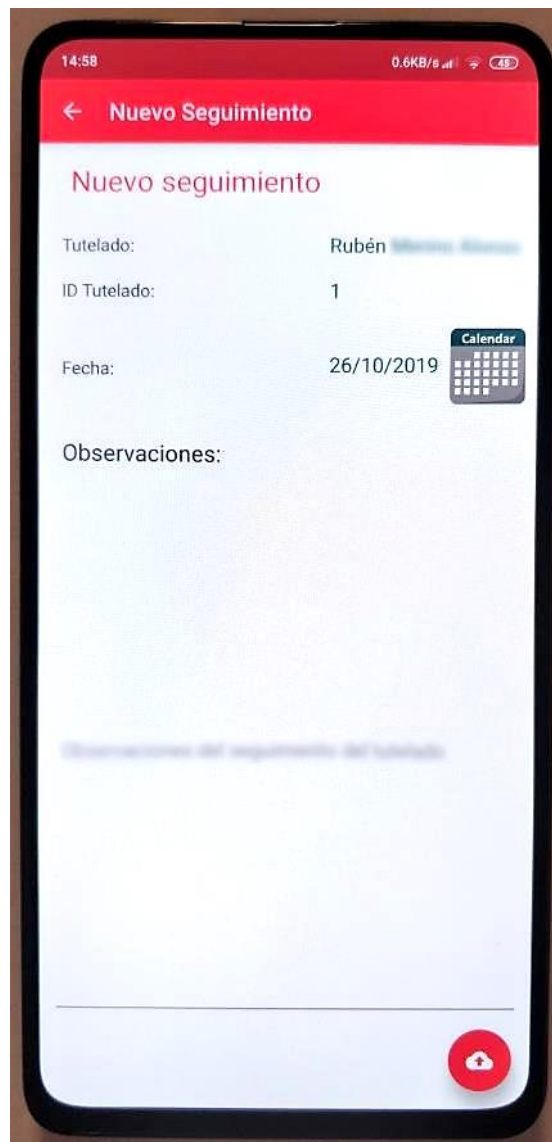 14:58 0.6KB/s 45
Nuevo Seguimiento
Nuevo seguimiento
Tutelado: Rubén
ID Tutelado: 1
Calendar
Fecha: 26/10/2019
Observaciones: